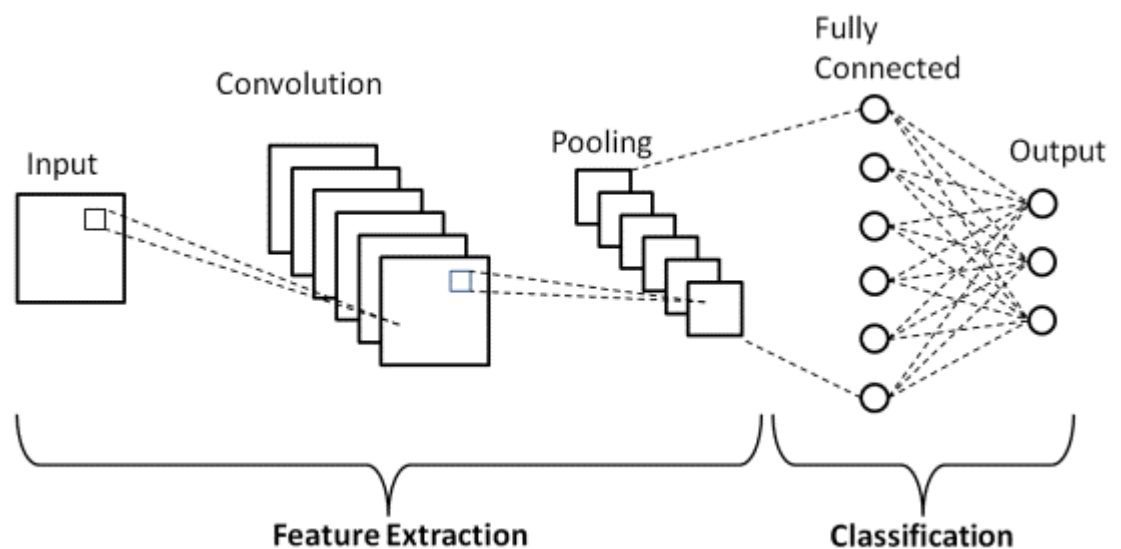 Input
Convolution
Pooling
Fully
Connected
Output
Feature Extraction
Classification